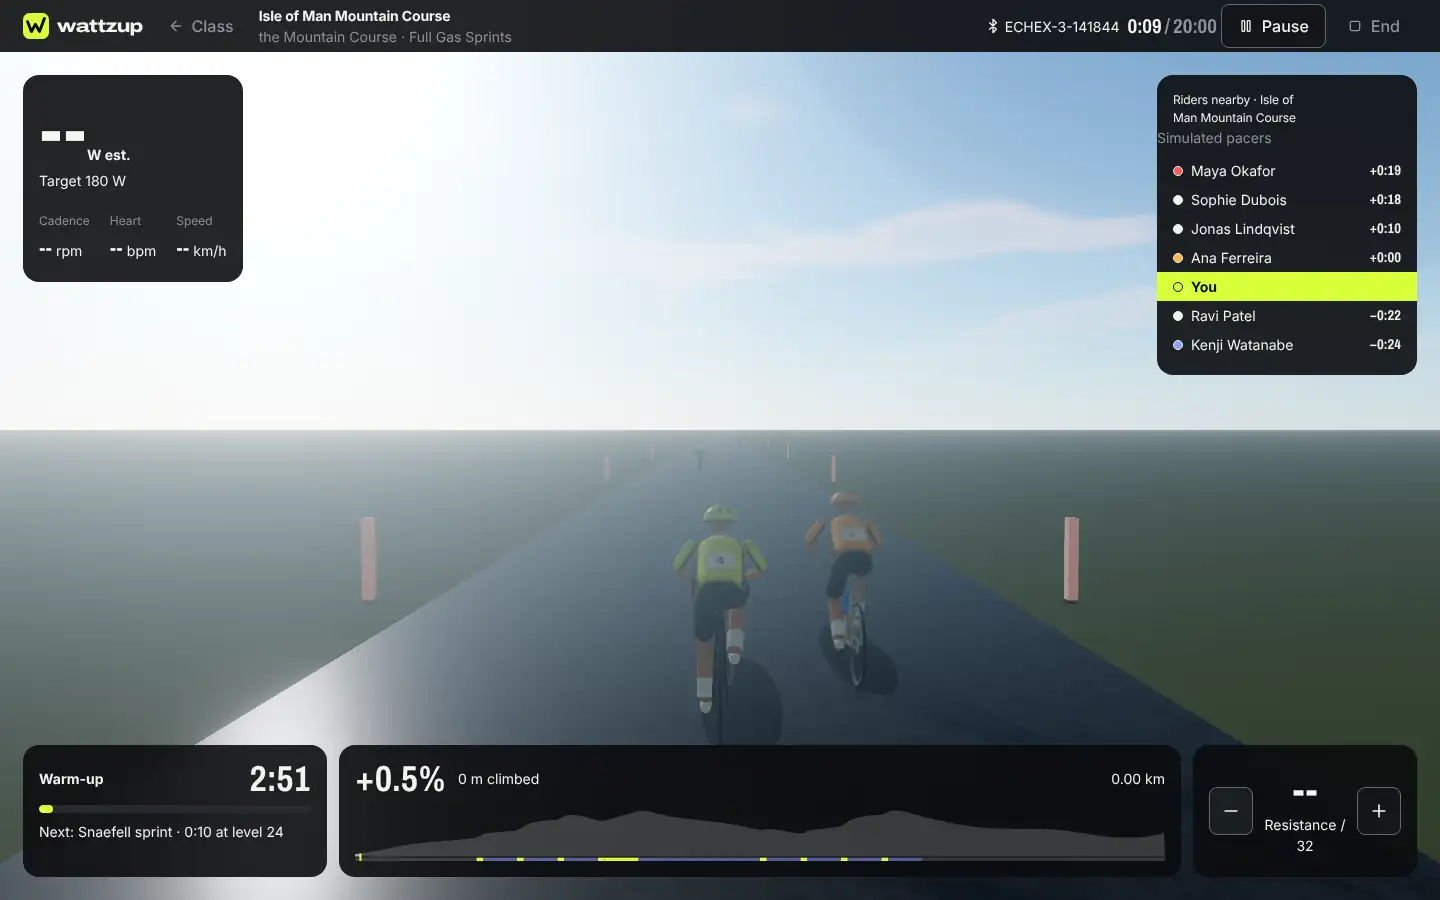 wattzup
Class
Isle of Man Mountain Course
the Mountain Course · Full Gas Sprints
ECHEX-3-141844 0:09 / 20:00
Pause
End
-- W est.
Target 180 W
Cadence Heart Speed
-- rpm -- bpm -- km/h
Riders nearby · Isle of
Man Mountain Course
Simulated pacers
Maya Okafor +0:19
Sophie Dubois +0:18
Jonas Lindqvist +0:10
Ana Ferreira +0:00
You
Ravi Patel −0:22
Kenji Watanabe −0:24
4
Warm-up 2:51
Next: Snaefell sprint · 0:10 at level 24
+0.5% 0 m climbed 0.00 km
− -- +
Resistance /
32